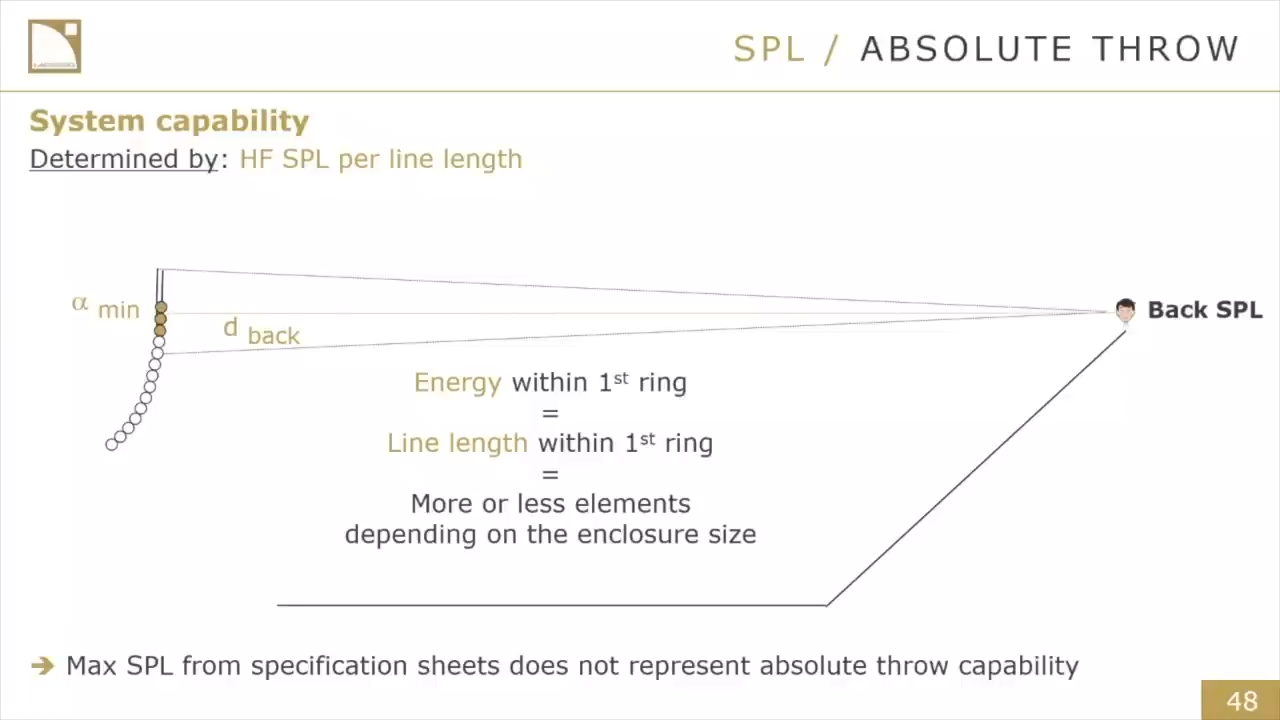 SPL / ABSOLUTE THROW
System capability
Determined by: HF SPL per line length
α min
d back
Back SPL
Energy within 1st ring
=
Line length within 1st ring
=
More or less elements
depending on the enclosure size
➔ Max SPL from specification sheets does not represent absolute throw capability
48